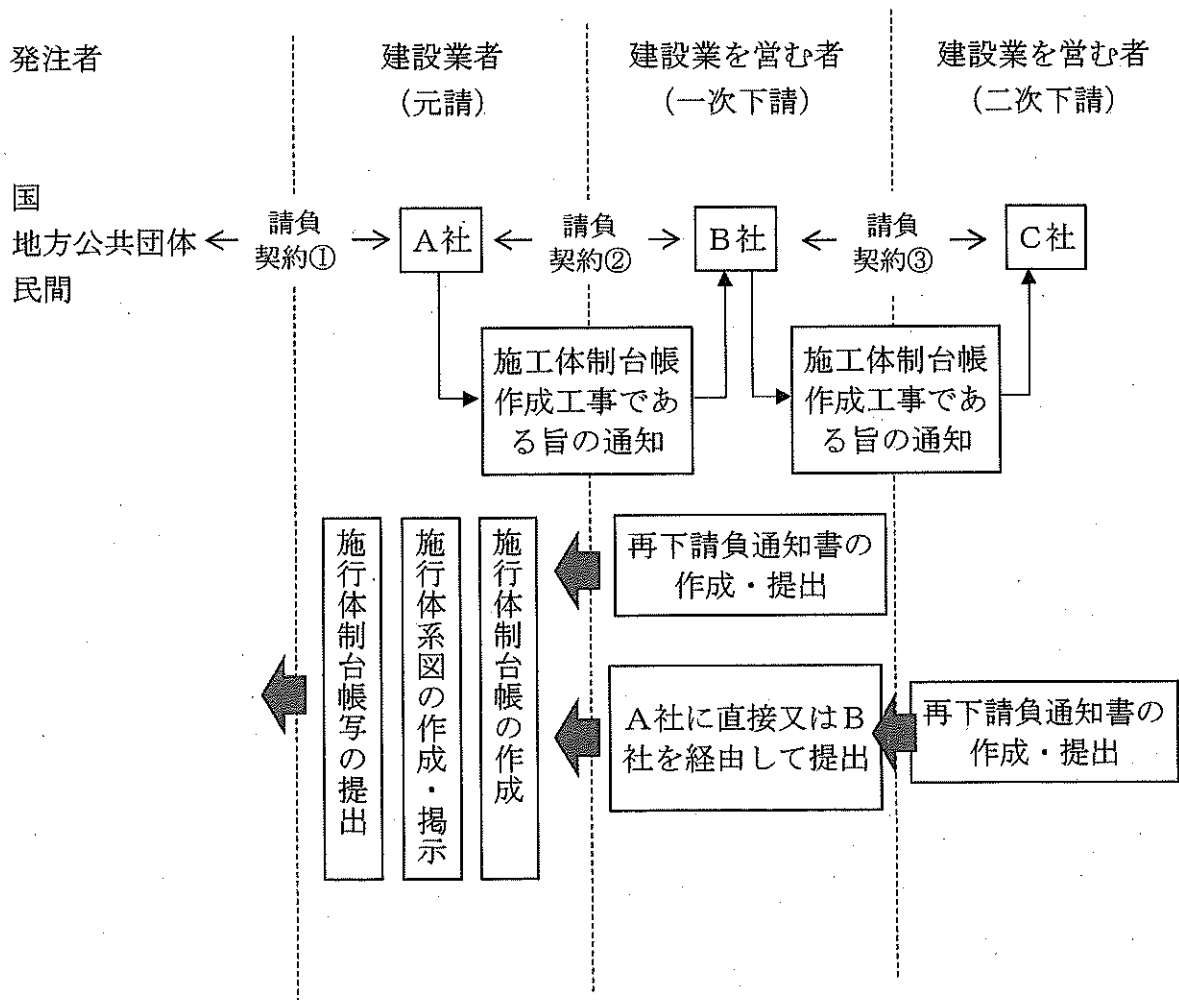 発注者
建設業者
(元請)
建設業を営む者
(一次下請)
建設業を営む者
(二次下請)
国
地方公共団体
民間
請負
契約①
A社
請負
契約②
B社
請負
契約③
C社
施工体制台帳
作成工事であ
る旨の通知
施工体制台帳
作成工事であ
る旨の通知
施行体制台帳写の提出
施行体系図の作成・掲示
施行体制台帳の作成
再下請負通知書の
作成・提出
A社に直接又はB
社を経由して提出
再下請負通知書の
作成・提出